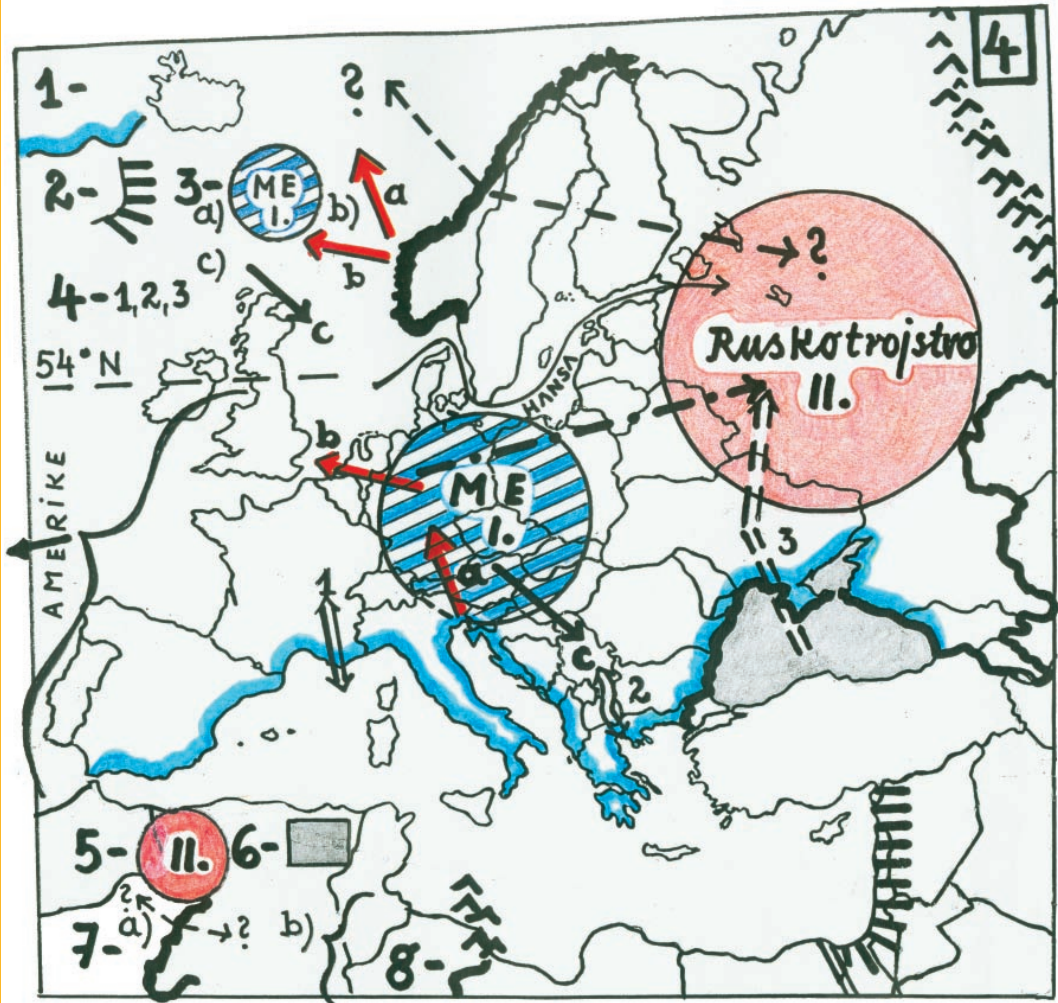 4
1-
?
2-
3-
a)
ME
I.
b)
a
b
c)
c
4-1,2,3
?
Ruskotrojstvo
II.
54° N
HANSA
b
ME
I.
a
c
AMERIKE
1
2
3
5-
II.
6-
7-
?
a)
?
b)
8-